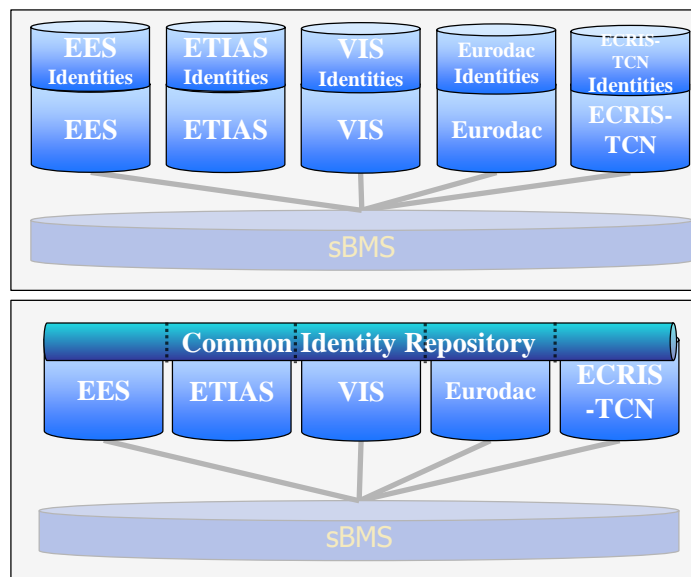 EES
Identities
ETIAS
Identities
VIS
Identities
Eurodac
Identities
ECRIS-
TCN
Identities
EES
ETIAS
VIS
Eurodac
ECRIS-
TCN
sBMS
Common Identity Repository
EES
ETIAS
VIS
Eurodac
ECRIS
-TCN
sBMS